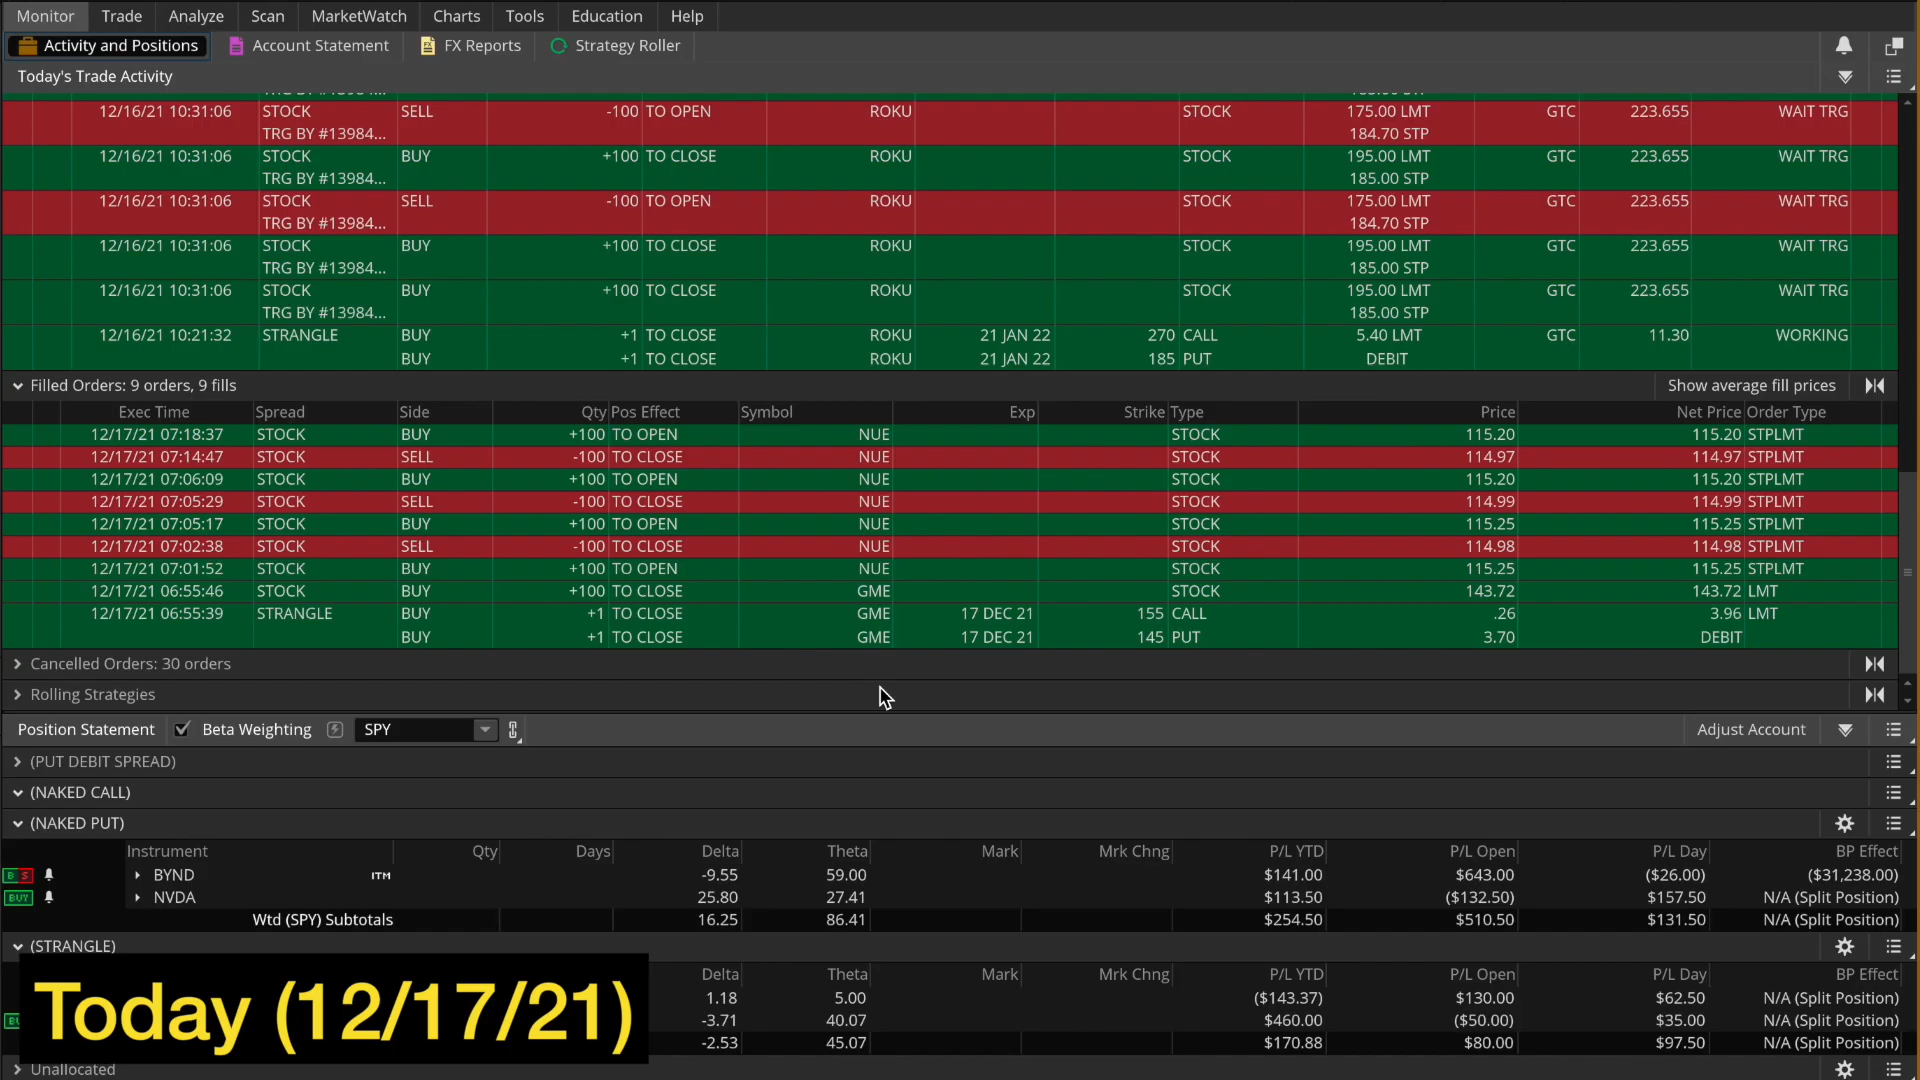 Monitor Trade Analyze Scan MarketWatch Charts Tools Education Help
Activity and Positions Account Statement FX Reports Strategy Roller
Today's Trade Activity
12/16/21 10:31:06 STOCK SELL -100 TO OPEN ROKU STOCK 175.00 LMT GTC 223.655 WAIT TRG
TRG BY #13984... 184.70 STP
12/16/21 10:31:06 STOCK BUY +100 TO CLOSE ROKU STOCK 195.00 LMT GTC 223.655 WAIT TRG
TRG BY #13984... 185.00 STP
12/16/21 10:31:06 STOCK SELL -100 TO OPEN ROKU STOCK 175.00 LMT GTC 223.655 WAIT TRG
TRG BY #13984... 184.70 STP
12/16/21 10:31:06 STOCK BUY +100 TO CLOSE ROKU STOCK 195.00 LMT GTC 223.655 WAIT TRG
TRG BY #13984... 185.00 STP
12/16/21 10:31:06 STOCK BUY +100 TO CLOSE ROKU STOCK 195.00 LMT GTC 223.655 WAIT TRG
TRG BY #13984... 185.00 STP
12/16/21 10:21:32 STRANGLE BUY +1 TO CLOSE ROKU 21 JAN 22 270 CALL 5.40 LMT GTC 11.30 WORKING
BUY +1 TO CLOSE ROKU 21 JAN 22 185 PUT DEBIT
Filled Orders: 9 orders, 9 fills Show average fill prices
Exec Time Spread Side Qty Pos Effect Symbol Exp Strike Type Price Net Price Order Type
12/17/21 07:18:37 STOCK BUY +100 TO OPEN NUE STOCK 115.20 115.20 STPLMT
12/17/21 07:14:47 STOCK SELL -100 TO CLOSE NUE STOCK 114.97 114.97 STPLMT
12/17/21 07:06:09 STOCK BUY +100 TO OPEN NUE STOCK 115.20 115.20 STPLMT
12/17/21 07:05:29 STOCK SELL -100 TO CLOSE NUE STOCK 114.99 114.99 STPLMT
12/17/21 07:05:17 STOCK BUY +100 TO OPEN NUE STOCK 115.25 115.25 STPLMT
12/17/21 07:02:38 STOCK SELL -100 TO CLOSE NUE STOCK 114.98 114.98 STPLMT
12/17/21 07:01:52 STOCK BUY +100 TO OPEN NUE STOCK 115.25 115.25 STPLMT
12/17/21 06:55:46 STOCK BUY +100 TO CLOSE GME STOCK 143.72 143.72 LMT
12/17/21 06:55:39 STRANGLE BUY +1 TO CLOSE GME 17 DEC 21 155 CALL .26 3.96 LMT
BUY +1 TO CLOSE GME 17 DEC 21 145 PUT 3.70 DEBIT
Cancelled Orders: 30 orders
Rolling Strategies
Position Statement Beta Weighting SPY Adjust Account
(PUT DEBIT SPREAD)
(NAKED CALL)
(NAKED PUT)
Instrument Qty Days Delta Theta Mark Mrk Chng P/L YTD P/L Open P/L Day BP Effect
B S BYND ITM -9.55 59.00 $141.00 $643.00 ($26.00) ($31,238.00)
BUY NVDA 25.80 27.41 $113.50 ($132.50) $157.50 N/A (Split Position)
Wtd (SPY) Subtotals 16.25 86.41 $254.50 $510.50 $131.50 N/A (Split Position)
(STRANGLE)
Delta Theta Mark Mrk Chng P/L YTD P/L Open P/L Day BP Effect
1.18 5.00 ($143.37) $130.00 $62.50 N/A (Split Position)
-3.71 40.07 $460.00 ($50.00) $35.00 N/A (Split Position)
-2.53 45.07 $170.88 $80.00 $97.50 N/A (Split Position)
Today (12/17/21)
Unallocated